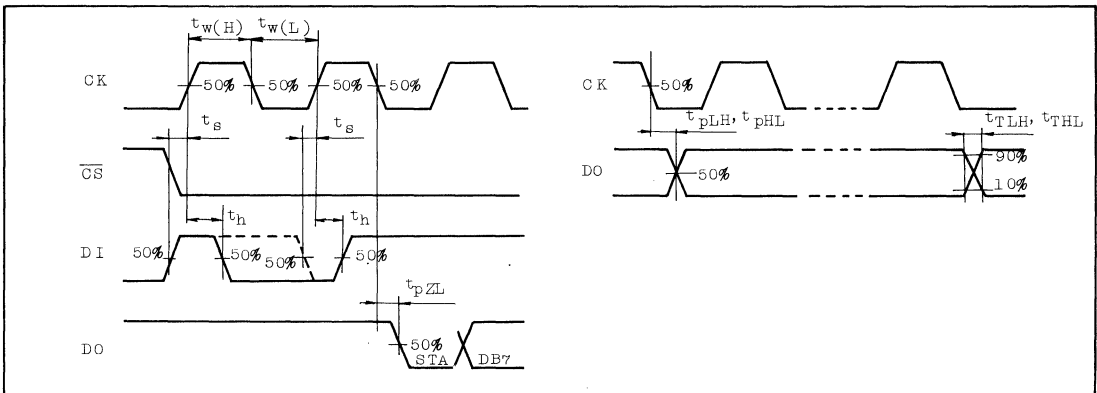 tw(H) tw(L)
CK 50% 50% 50% 50%
ts ts
CS
th th
DI 50% 50% 50% 50%
tpZL
DO 50%
STA DB7
CK 50%
tpLH, tpHL tTLH, tTHL
DO 50% 90%
10%